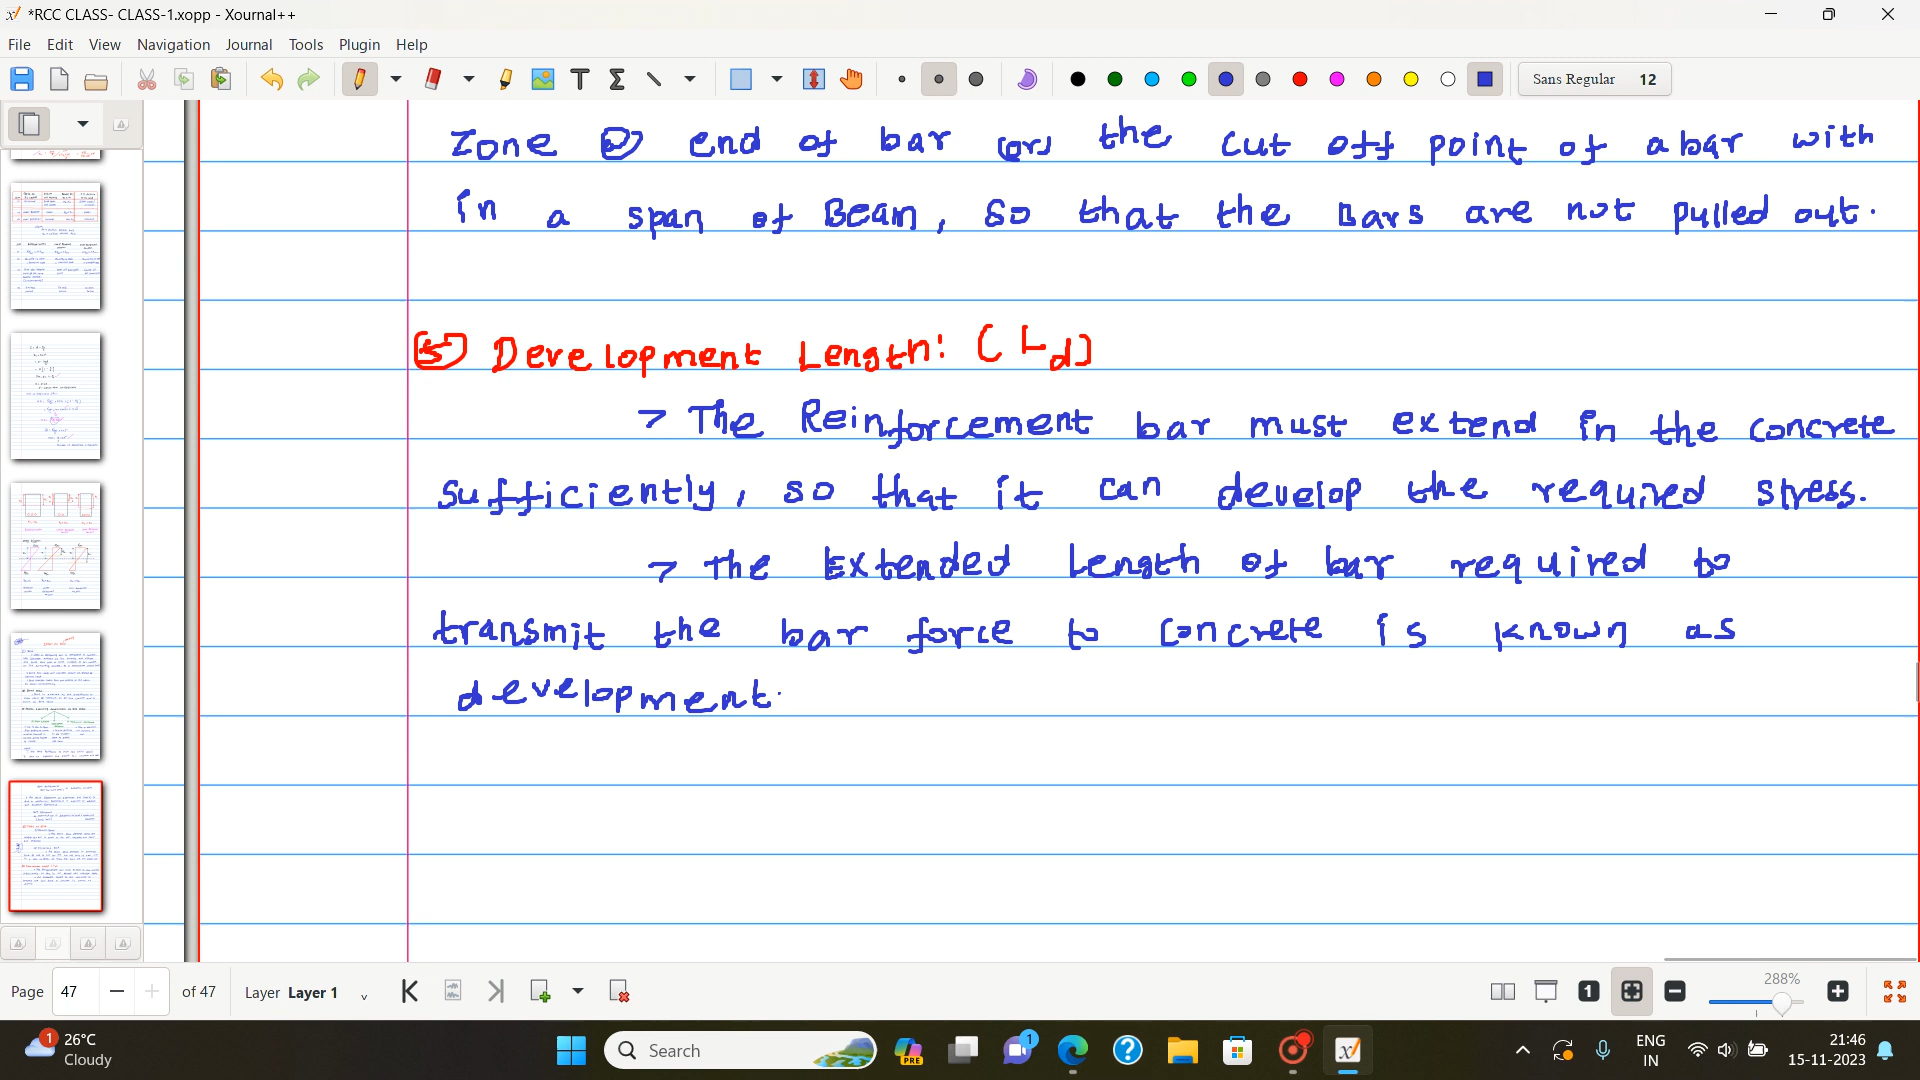 *RCC CLASS- CLASS-1.xopp - Xournal++
File Edit View Navigation Journal Tools Plugin Help
Sans Regular 12
Zone @ end of bar (or) the cut off point of a bar with
in a span of Beam, so that the Bars are not pulled out.
(5) Development Length: (Ld)
> The Reinforcement bar must extend in the concrete
sufficiently, so that it can develop the required stress.
> the Extended Length of bar required to
transmit the bar force to concrete is known as
development.
Page 47 of 47 Layer Layer 1 288%
26°C
Cloudy
Search
PRE
ENG
IN
21:46
15-11-2023